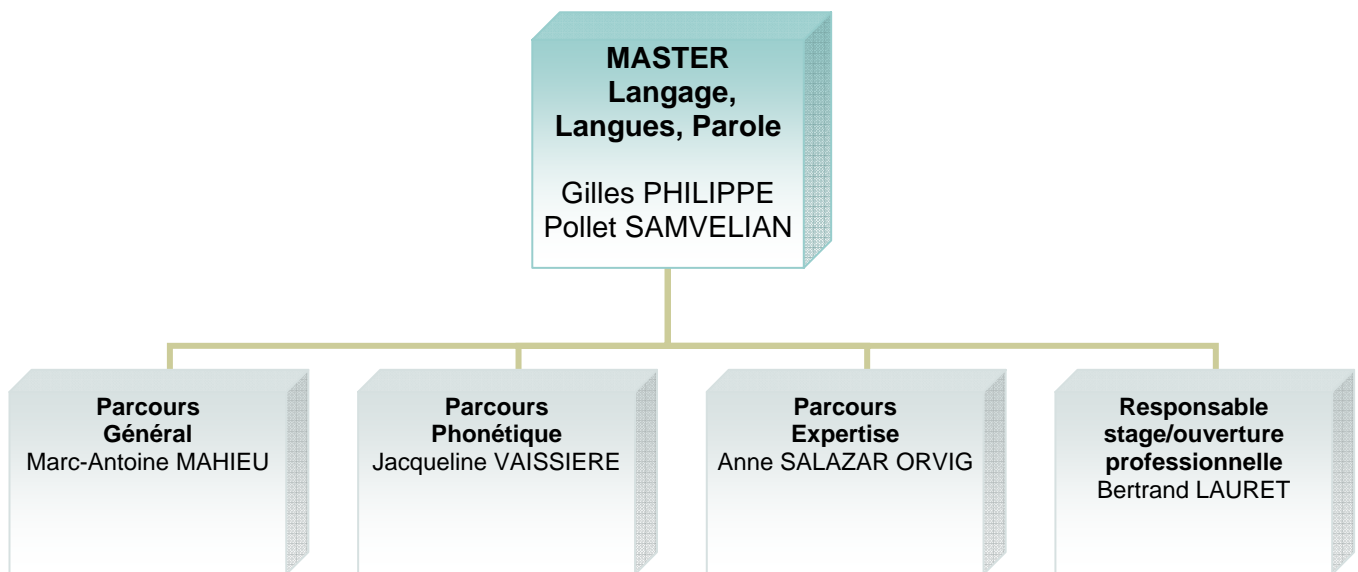 MASTER
Langage,
Langues, Parole
Gilles PHILIPPE
Pollet SAMVELIAN
Parcours
Général
Marc-Antoine MAHIEU
Parcours
Phonétique
Jacqueline VAISSIERE
Parcours
Expertise
Anne SALAZAR ORVIG
Responsable
stage/ouverture
professionnelle
Bertrand LAURET